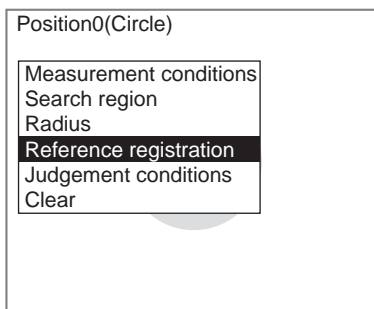 Position0(Circle)
Measurement conditions
Search region
Radius
Reference registration
Judgement conditions
Clear